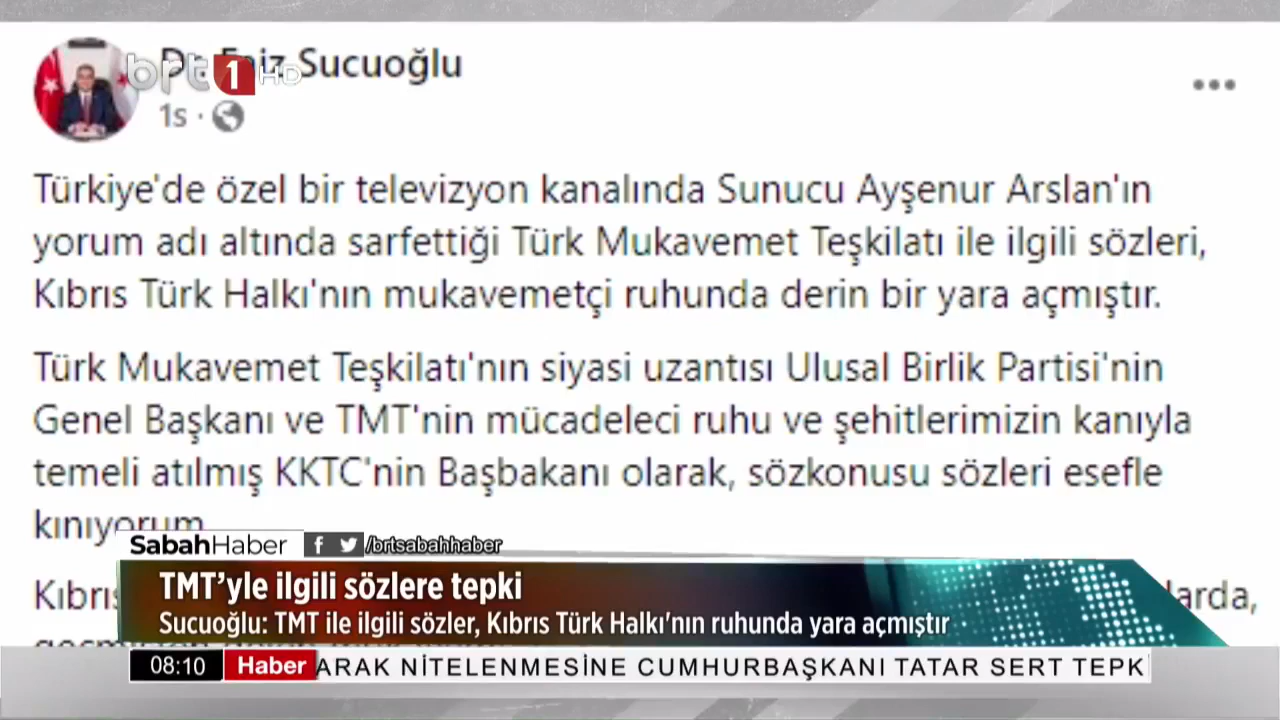 Dr. Faiz Sucuoğlu
brt 1 HD
1s ·
Türkiye'de özel bir televizyon kanalında Sunucu Ayşenur Arslan'ın
yorum adı altında sarfettiği Türk Mukavemet Teşkilatı ile ilgili sözleri,
Kıbrıs Türk Halkı'nın mukavemetçi ruhunda derin bir yara açmıştır.
Türk Mukavemet Teşkilatı'nın siyasi uzantısı Ulusal Birlik Partisi'nin
Genel Başkanı ve TMT'nin mücadeleci ruhu ve şehitlerimizin kanıyla
temeli atılmış KKTC'nin Başbakanı olarak, sözkonusu sözleri esefle
kınıyorum.
SabahHaber /brtsabahhaber
TMT'yle ilgili sözlere tepki
Sucuoğlu: TMT ile ilgili sözler, Kıbrıs Türk Halkı'nın ruhunda yara açmıştır
08:10 Haber ARAK NİTELENMESİNE CUMHURBAŞKANI TATAR SERT TEPK